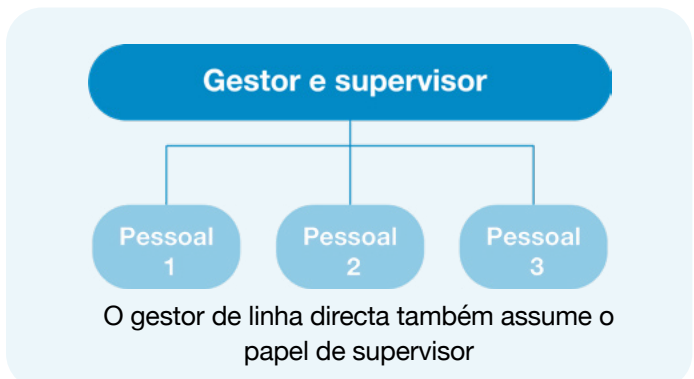 Gestor e supervisor
Pessoal
1
Pessoal
2
Pessoal
3
O gestor de linha directa também assume o
papel de supervisor